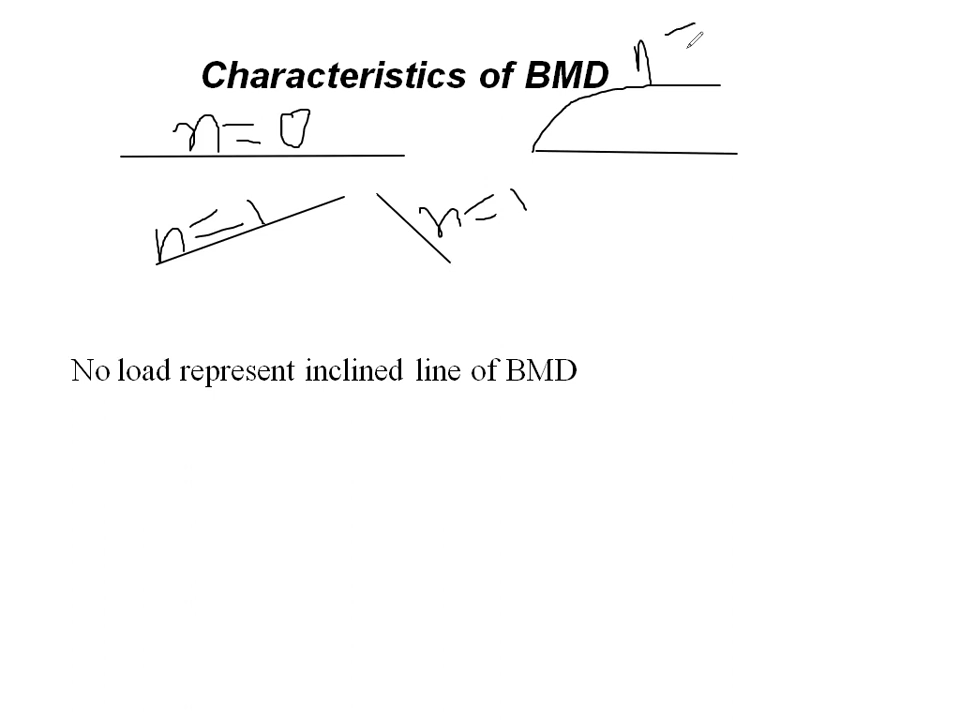 Characteristics of BMD
n =
n = 0
n = 1
n = 1
No load represent inclined line of BMD